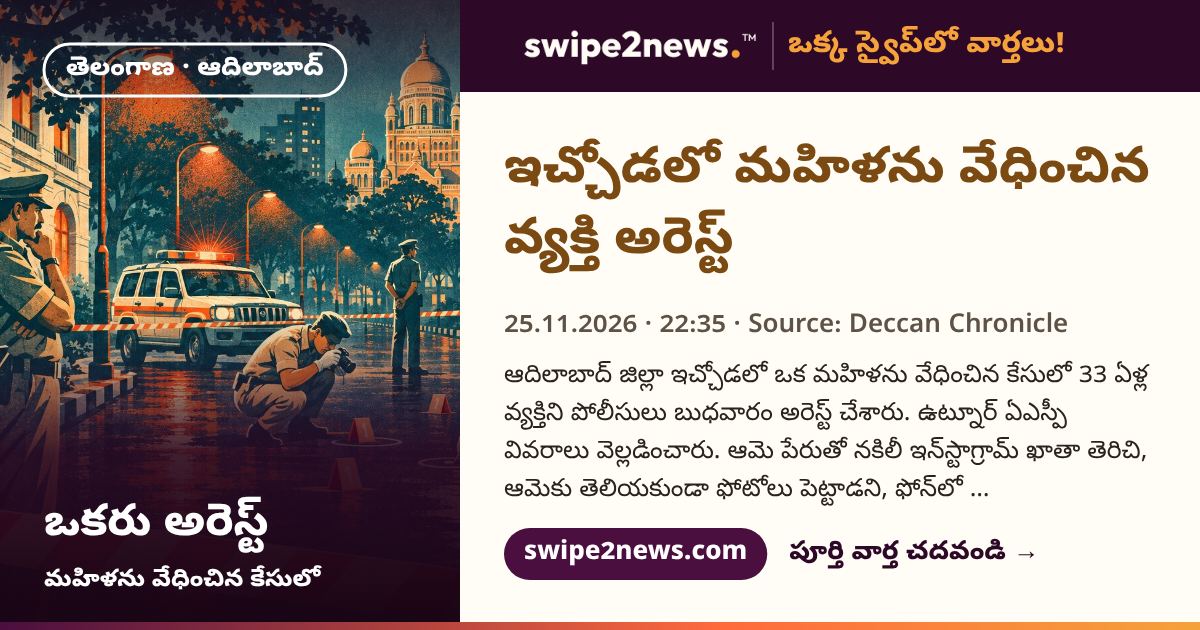 తెలంగాణ · ఆదిలాబాద్
swipe2news.™ ఒక్క స్వైప్‌లో వార్తలు!
ఇచ్చోడలో మహిళను వేధించిన
వ్యక్తి అరెస్ట్
25.11.2026 · 22:35 · Source: Deccan Chronicle
ఆదిలాబాద్ జిల్లా ఇచ్చోడలో ఒక మహిళను వేధించిన కేసులో 33 ఏళ్ల
వ్యక్తిని పోలీసులు బుధవారం అరెస్ట్ చేశారు. ఉట్నూర్ ఏఎస్పీ
వివరాలు వెల్లడించారు. ఆమె పేరుతో నకిలీ ఇన్‌స్టాగ్రామ్ ఖాతా తెరిచి,
ఆమెకు తెలియకుండా ఫోటోలు పెట్టాడని, ఫోన్‌లో ...
ఒకరు అరెస్ట్
మహిళను వేధించిన కేసులో
swipe2news.com పూర్తి వార్త చదవండి →